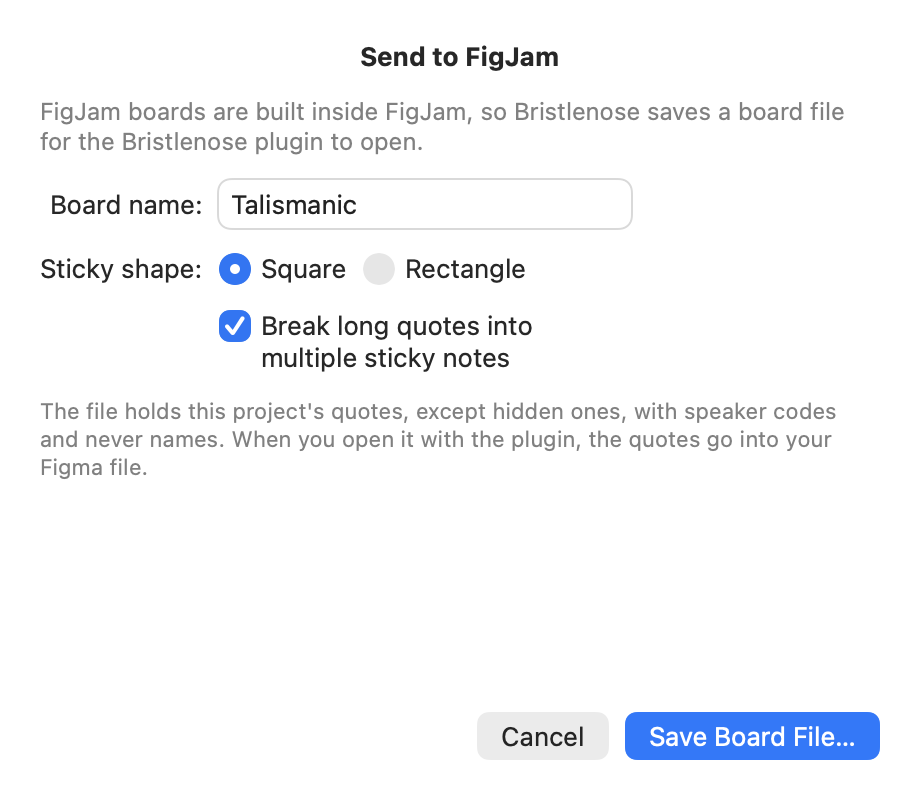 Send to FigJam
FigJam boards are built inside FigJam, so Bristlenose saves a board file
for the Bristlenose plugin to open.
Board name: Talismanic
Sticky shape: Square Rectangle
Break long quotes into
multiple sticky notes
The file holds this project's quotes, except hidden ones, with speaker codes
and never names. When you open it with the plugin, the quotes go into your
Figma file.
Cancel Save Board File...